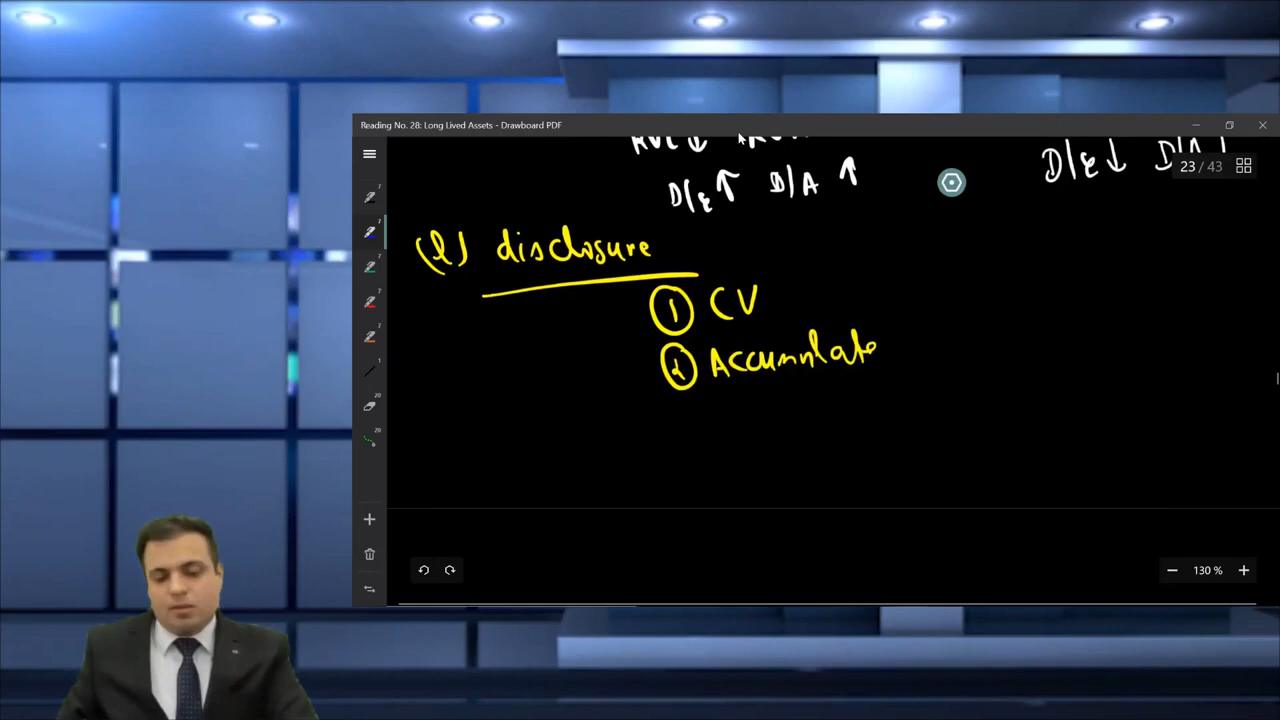 Reading No. 28: Long Lived Assets - Drawboard PDF
23 / 43
D/E ↑ D/A ↑
D/E ↓ D/A ↓
(l) disclosure
① CV
② Accumulate
130 %